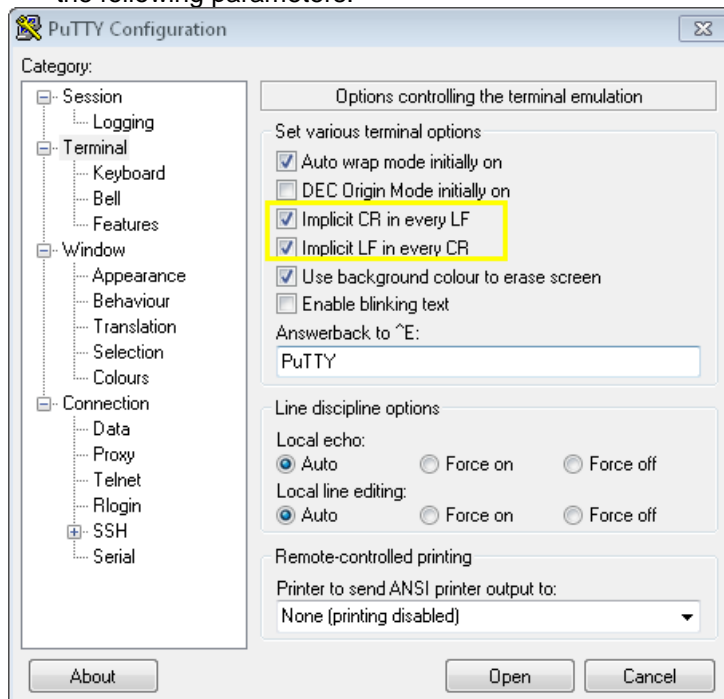 the following parameters.
PuTTY Configuration
Category:
Session
Logging
Terminal
Keyboard
Bell
Features
Window
Appearance
Behaviour
Translation
Selection
Colours
Connection
Data
Proxy
Telnet
Rlogin
SSH
Serial
Options controlling the terminal emulation
Set various terminal options
Auto wrap mode initially on
DEC Origin Mode initially on
Implicit CR in every LF
Implicit LF in every CR
Use background colour to erase screen
Enable blinking text
Answerback to ^E:
PuTTY
Line discipline options
Local echo:
Auto Force on Force off
Local line editing:
Auto Force on Force off
Remote-controlled printing
Printer to send ANSI printer output to:
None (printing disabled)
About Open Cancel